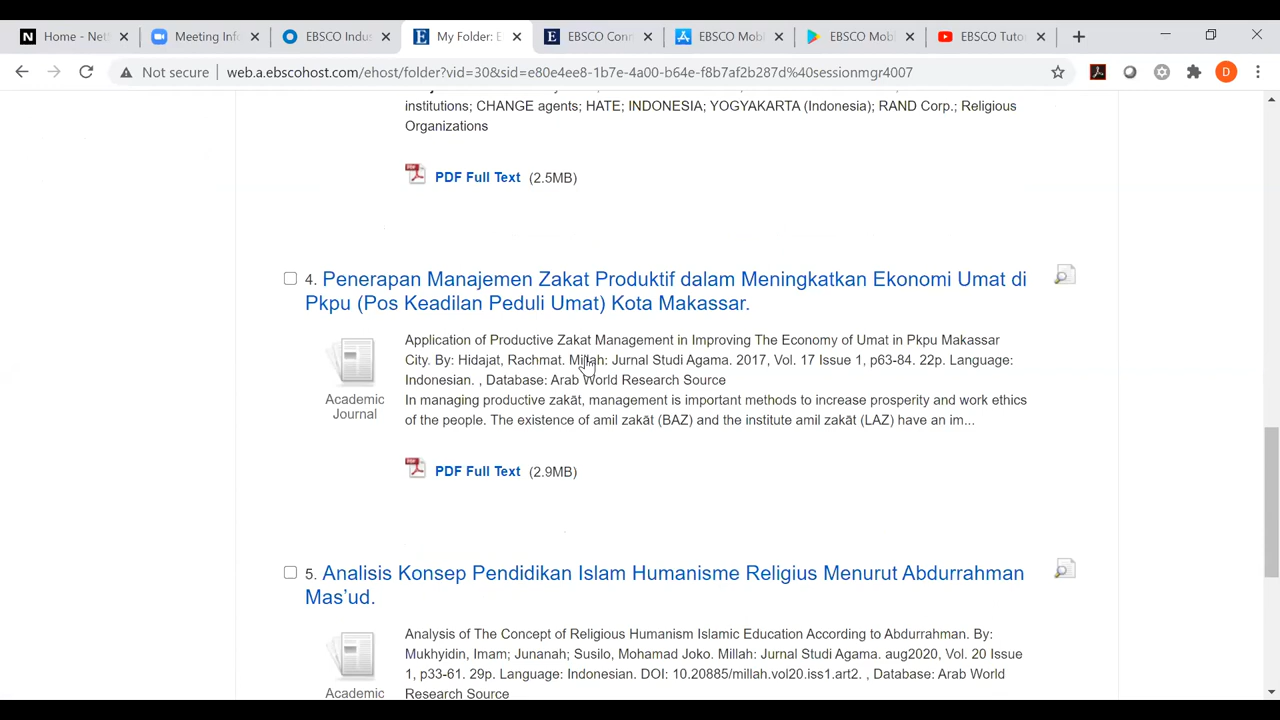 Home - Net
Meeting Inf
EBSCO Indu
My Folder: E
EBSCO Con
EBSCO Mob
EBSCO Mob
EBSCO Tuto
Not secure
web.a.ebscohost.com/ehost/folder?vid=30&sid=e80e4ee8-1b7e-4a00-b64e-f8b7af2b287d%40sessionmgr4007
D
institutions; CHANGE agents; HATE; INDONESIA; YOGYAKARTA (Indonesia); RAND Corp.; Religious
Organizations
PDF Full Text (2.5MB)
4. Penerapan Manajemen Zakat Produktif dalam Meningkatkan Ekonomi Umat di
Pkpu (Pos Keadilan Peduli Umat) Kota Makassar.
Academic
Journal
Application of Productive Zakat Management in Improving The Economy of Umat in Pkpu Makassar
City. By: Hidajat, Rachmat. Millah: Jurnal Studi Agama. 2017, Vol. 17 Issue 1, p63-84. 22p. Language:
Indonesian. , Database: Arab World Research Source
In managing productive zakāt, management is important methods to increase prosperity and work ethics
of the people. The existence of amil zakāt (BAZ) and the institute amil zakāt (LAZ) have an im...
PDF Full Text (2.9MB)
5. Analisis Konsep Pendidikan Islam Humanisme Religius Menurut Abdurrahman
Mas’ud.
Academic
Analysis of The Concept of Religious Humanism Islamic Education According to Abdurrahman. By:
Mukhyidin, Imam; Junanah; Susilo, Mohamad Joko. Millah: Jurnal Studi Agama. aug2020, Vol. 20 Issue
1, p33-61. 29p. Language: Indonesian. DOI: 10.20885/millah.vol20.iss1.art2. , Database: Arab World
Research Source